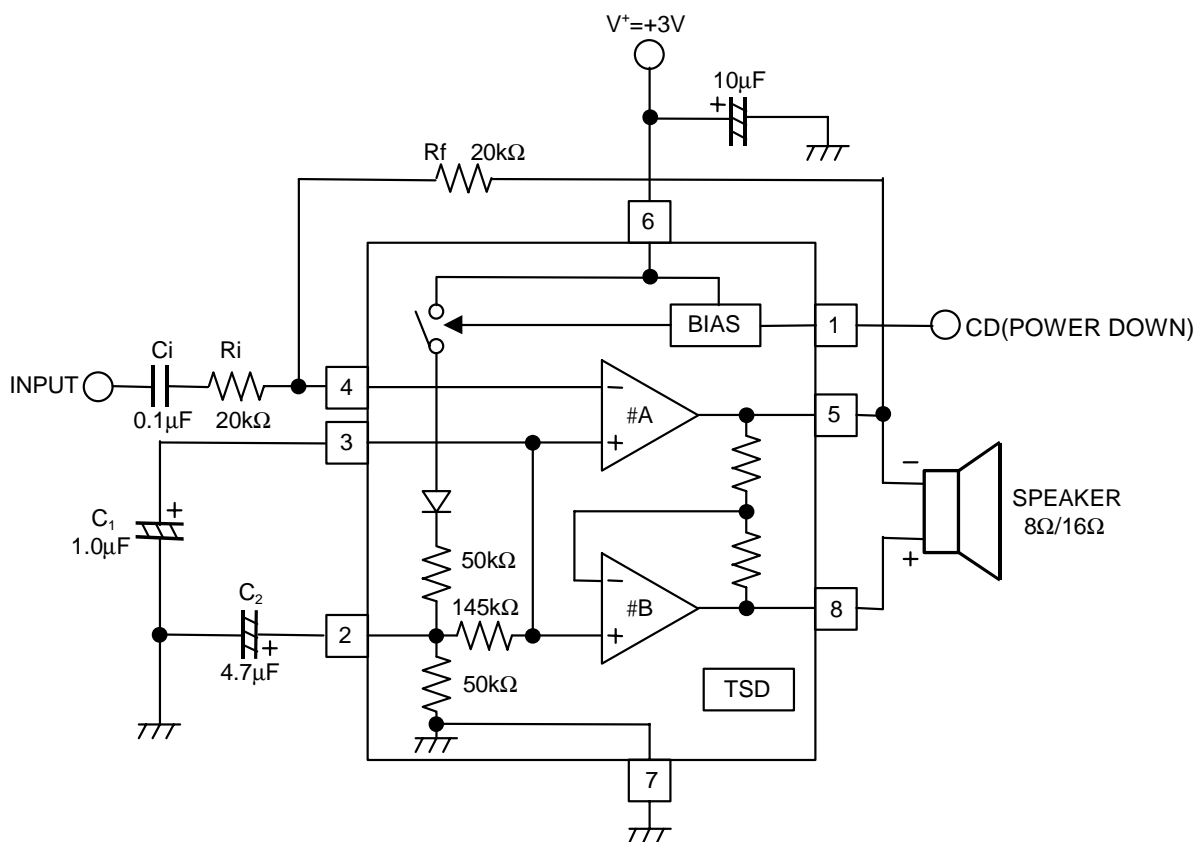 V+=+3V
10µF
Rf 20kΩ
6
BIAS
1
CD(POWER DOWN)
Ci Ri
INPUT
0.1µF 20kΩ
4
−
#A
+
5
3
−
SPEAKER
8Ω/16Ω
+
C1
1.0µF
+
50kΩ
−
#B
+
8
C2
145kΩ
2
+
4.7µF
50kΩ
TSD
7
+